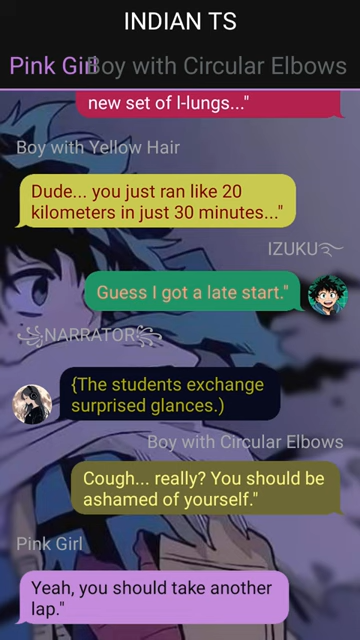 INDIAN TS
Pink Girl Boy with Circular Elbows
new set of l-lungs..."
Boy with Yellow Hair
Dude... you just ran like 20
kilometers in just 30 minutes..."
IZUKU࿐
Guess I got a late start."
꧁NARRATOR꧂
{The students exchange
surprised glances.)
Boy with Circular Elbows
Cough... really? You should be
ashamed of yourself."
Pink Girl
Yeah, you should take another
lap."